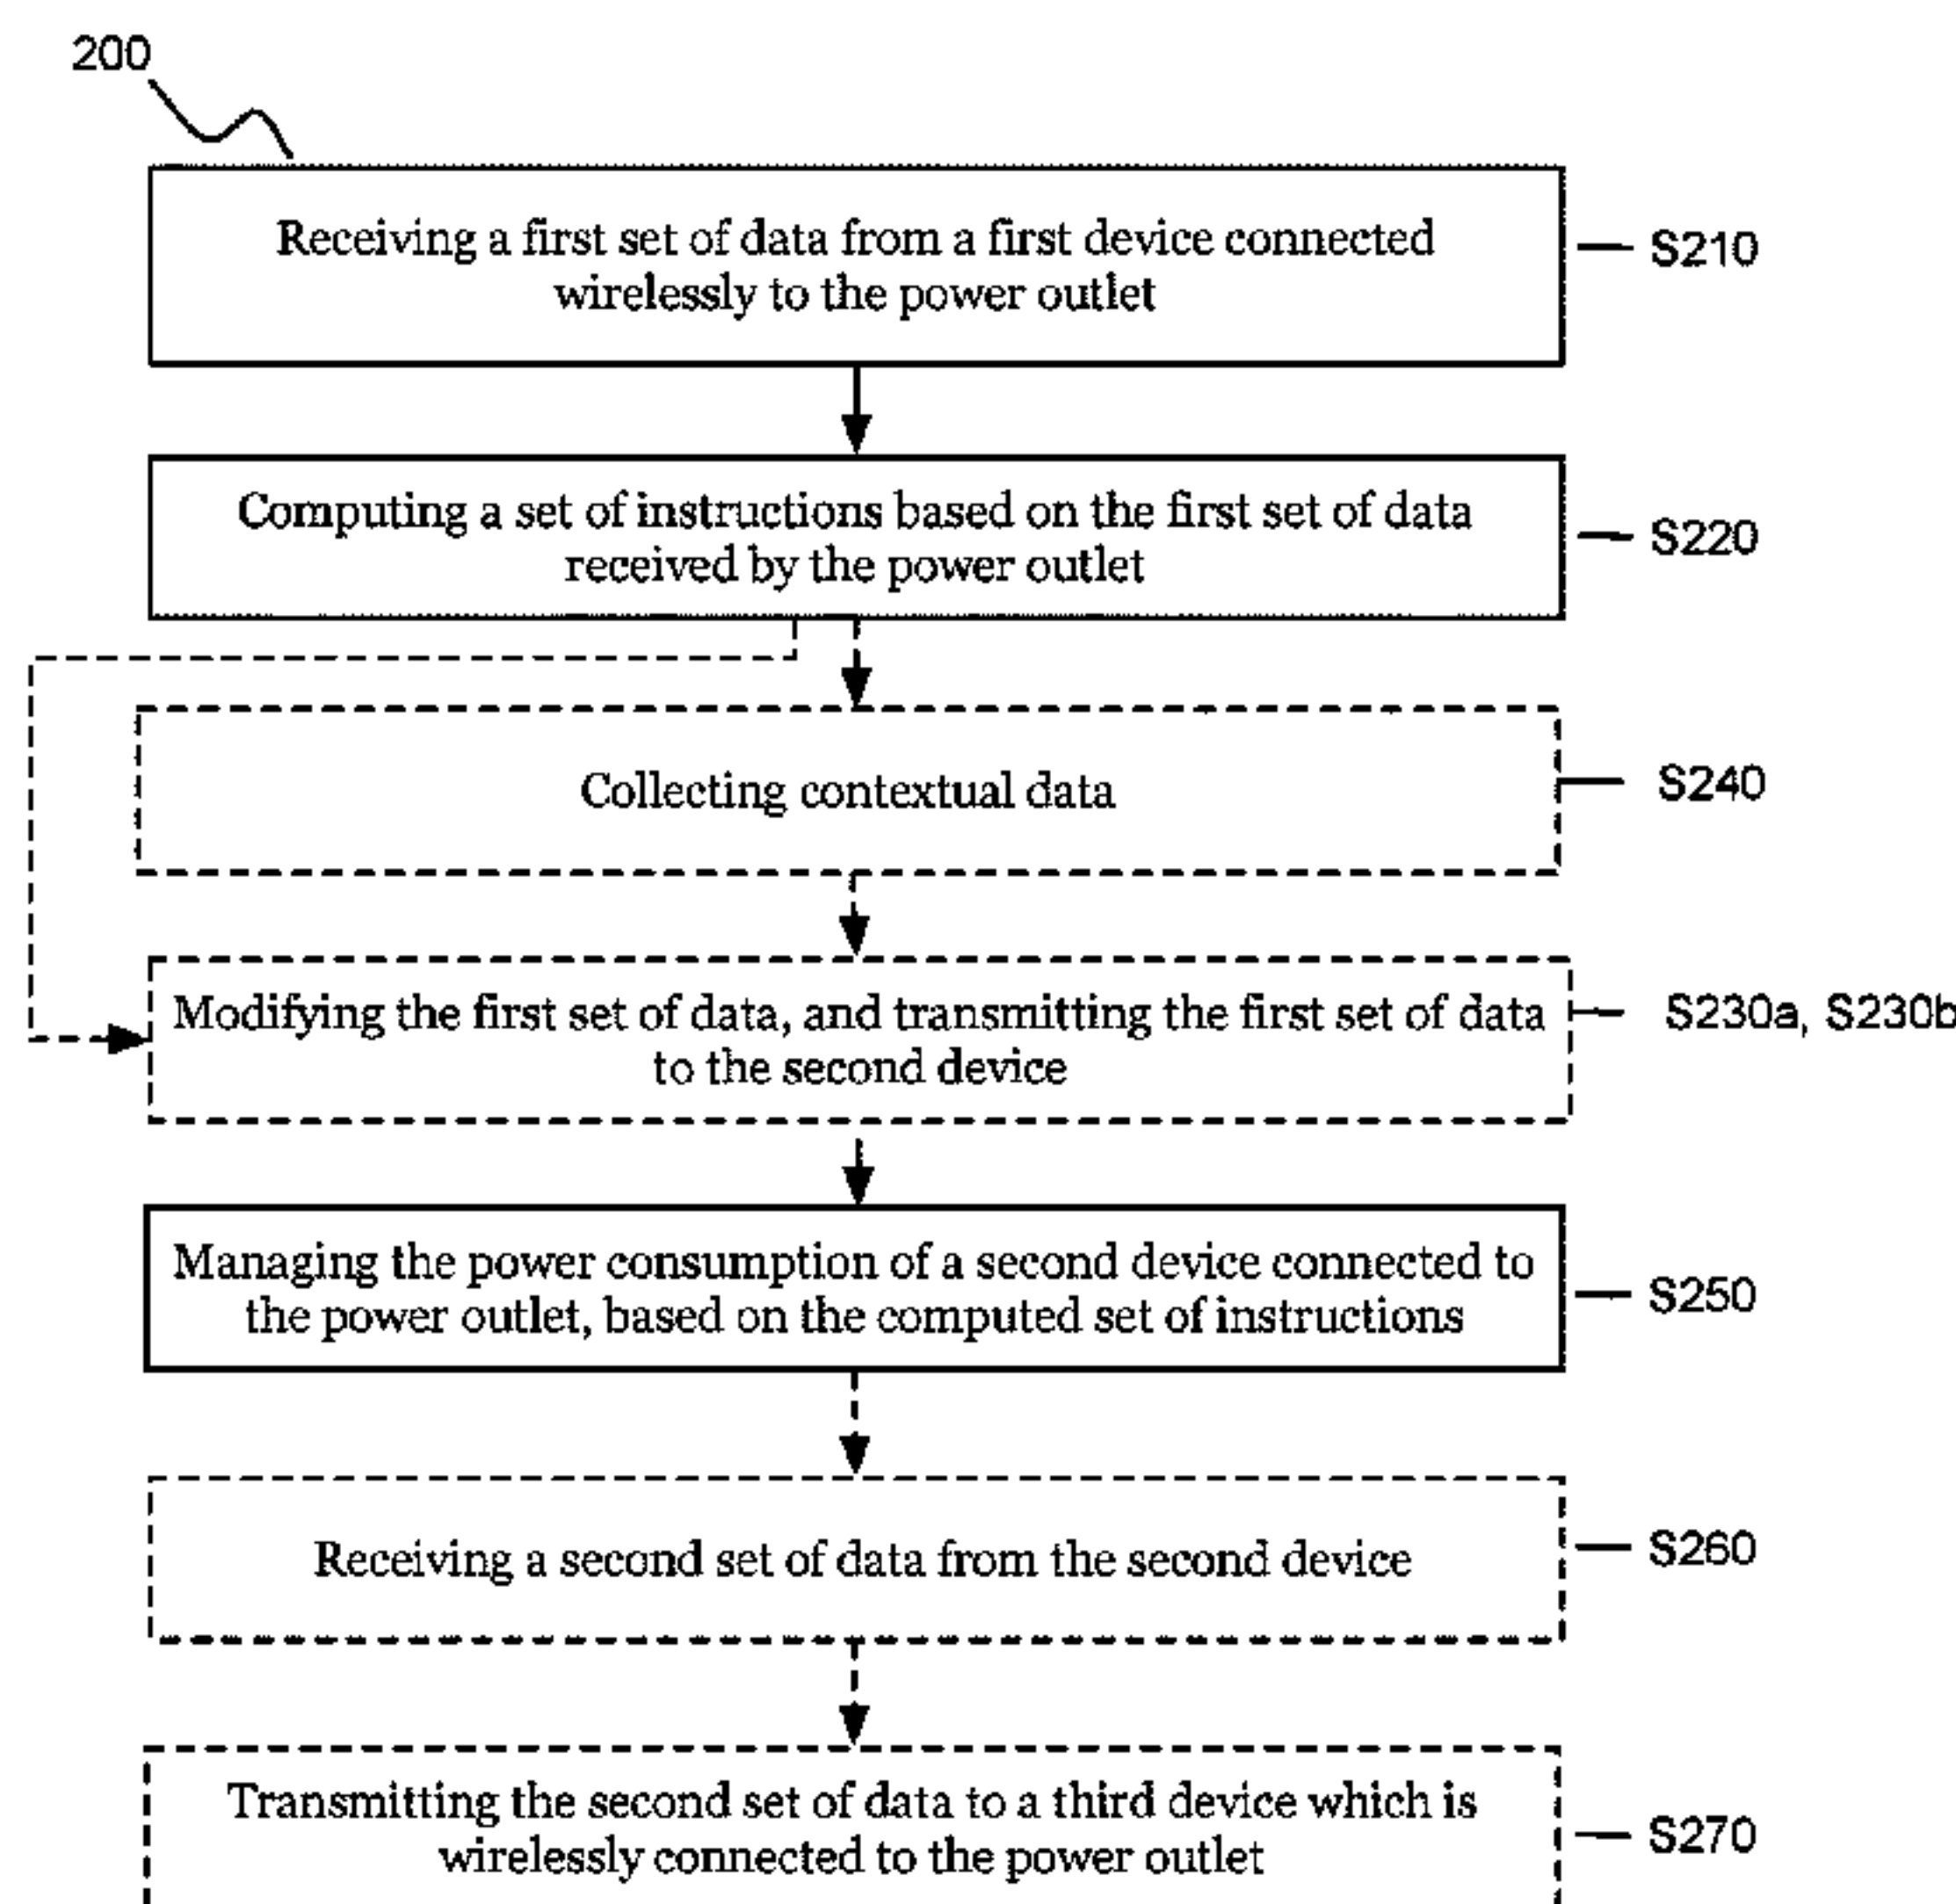 200
Receiving a first set of data from a first device connected
wirelessly to the power outlet
S210
Computing a set of instructions based on the first set of data
received by the power outlet
S220
Collecting contextual data
S240
Modifying the first set of data, and transmitting the first set of data
to the second device
S230a, S230b
Managing the power consumption of a second device connected to
the power outlet, based on the computed set of instructions
S250
Receiving a second set of data from the second device
S260
Transmitting the second set of data to a third device which is
wirelessly connected to the power outlet
S270